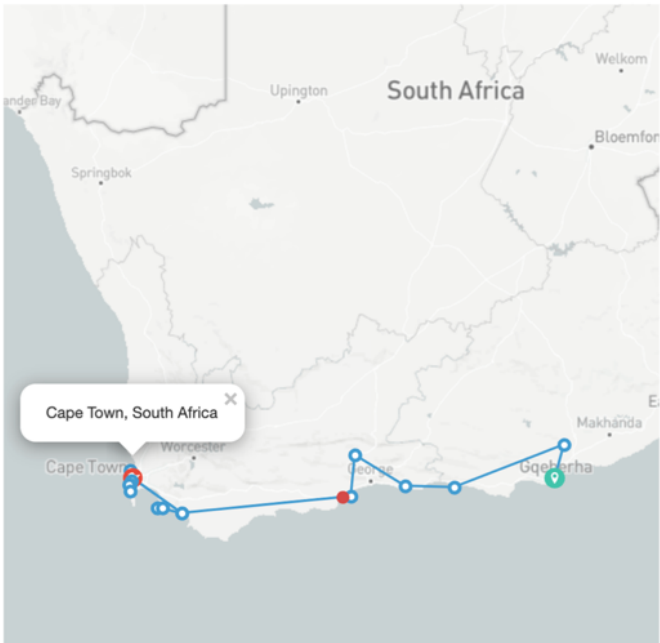 Welkom
South Africa
Upington
ander Bay
Bloemfon
Springbok
×
Cape Town, South Africa
E
Makhanda
Worcester
Cape Town
George
Gqeberha